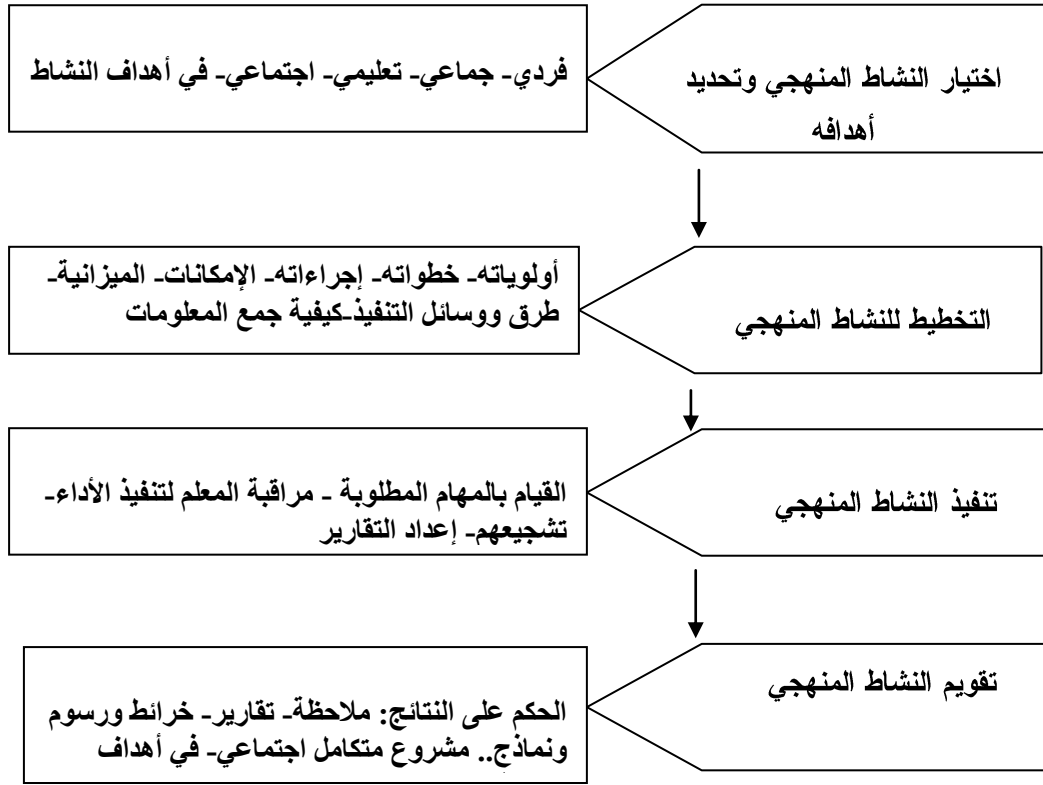 اختيار النشاط المنهجي وتحديد
أهدافه
فردي- جماعي- تعليمي- اجتماعي- في أهداف النشاط
التخطيط للنشاط المنهجي
أولوياته- خطواته- إجراءاته- الإمكانات- الميزانية-
طرق ووسائل التنفيذ-كيفية جمع المعلومات
تنفيذ النشاط المنهجي
القيام بالمهام المطلوبة - مراقبة المعلم لتنفيذ الأداء-
تشجيعهم- إعداد التقارير
تقويم النشاط المنهجي
الحكم على النتائج: ملاحظة- تقارير- خرائط ورسوم
ونماذج.. مشروع متكامل اجتماعي- في أهداف